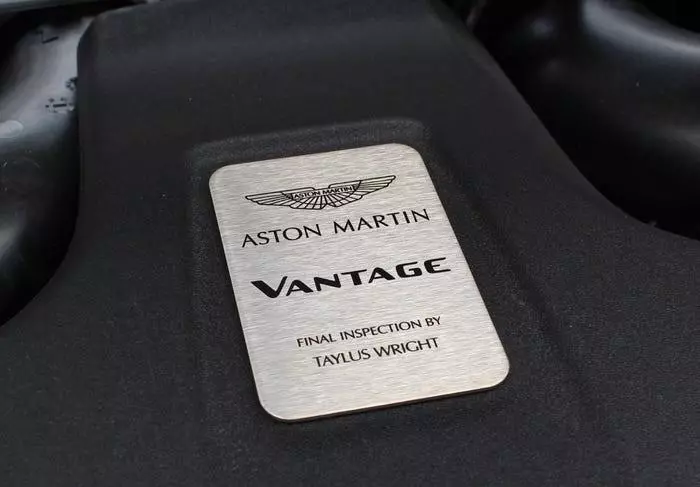 ASTON MARTIN
ASTON MARTIN
VANTAGE
FINAL INSPECTION BY
TAYLUS WRIGHT